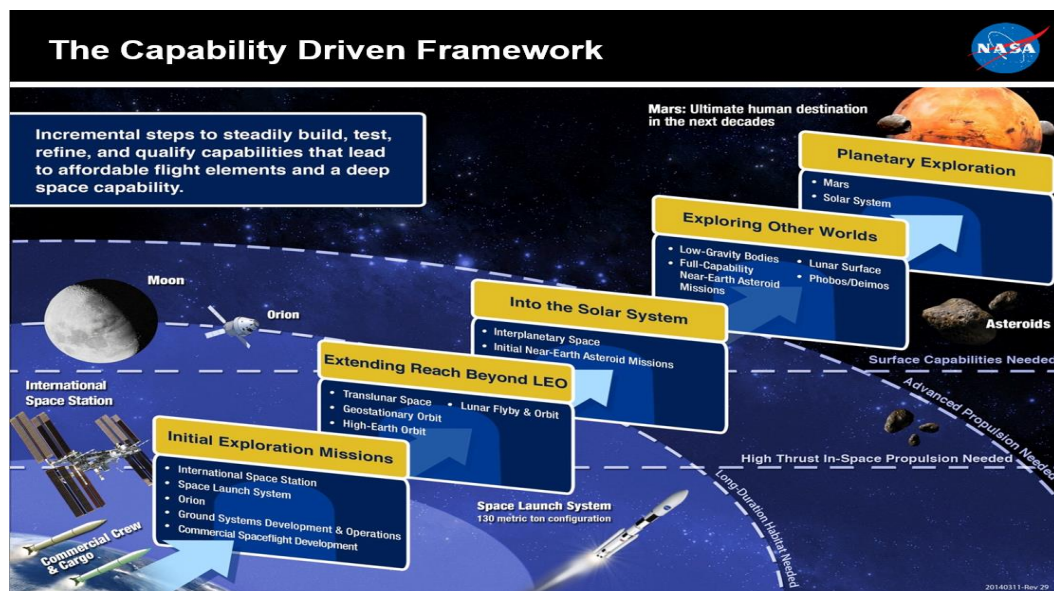 The Capability Driven Framework
NASA
Incremental steps to steadily build, test,
refine, and qualify capabilities that lead
to affordable flight elements and a deep
space capability.
Mars: Ultimate human destination
in the next decades
Planetary Exploration
• Mars
• Solar System
Exploring Other Worlds
• Low-Gravity Bodies
• Full-Capability
Near-Earth Asteroid
Missions
• Lunar Surface
• Phobos/Deimos
Into the Solar System
• Interplanetary Space
• Initial Near-Earth Asteroid Missions
Extending Reach Beyond LEO
• Translunar Space
• Geostationary Orbit
• High-Earth Orbit
• Lunar Flyby & Orbit
Initial Exploration Missions
• International Space Station
• Space Launch System
• Orion
• Ground Systems Development & Operations
• Commercial Spaceflight Development
Moon
Orion
International
Space Station
Commercial Crew
& Cargo
Space Launch System
130 metric ton configuration
Asteroids
Surface Capabilities Needed
Advanced Propulsion Needed
High Thrust In-Space Propulsion Needed
Long-Duration Habitat Needed
20140311-Rev 29